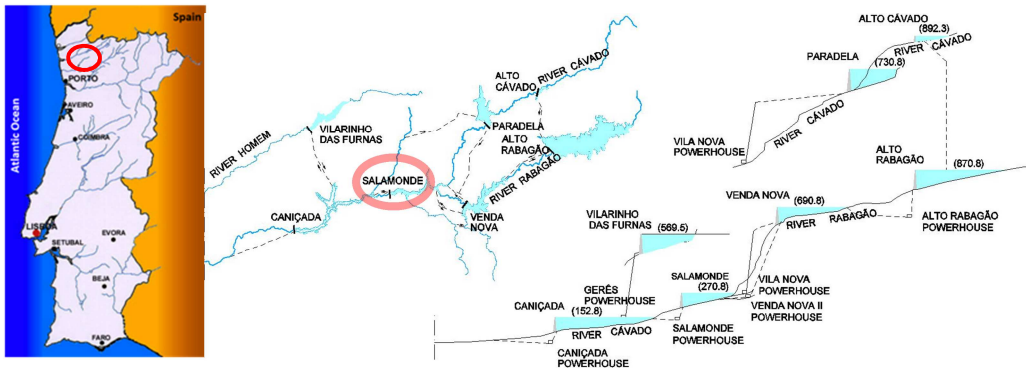 Spain
Atlantic Ocean
PORTO
AVEIRO
COIMBRA
LISBOA
SETUBAL
EVORA
BEJA
FARO
RIVER HOMEM
VILARINHO
DAS FURNAS
ALTO
CÁVADO
RIVER CÁVADO
PARADELA
ALTO
RABAGÃO
RIVER RABAGÃO
SALAMONDE
CANIÇADA
VENDA
NOVA
ALTO CÁVADO
(892.3)
RIVER CÁVADO
PARADELA
(730.8)
RIVER CÁVADO
VILA NOVA
POWERHOUSE
ALTO
RABAGÃO
(870.8)
VENDA NOVA
(690.8)
RIVER RABAGÃO
ALTO RABAGÃO
POWERHOUSE
VILARINHO
DAS FURNAS
(569.5)
GERÊS
POWERHOUSE
SALAMONDE
(270.8)
VILA NOVA
POWERHOUSE
VENDA NOVA II
POWERHOUSE
CANIÇADA
(152.8)
RIVER CÁVADO
SALAMONDE
POWERHOUSE
CANIÇADA
POWERHOUSE